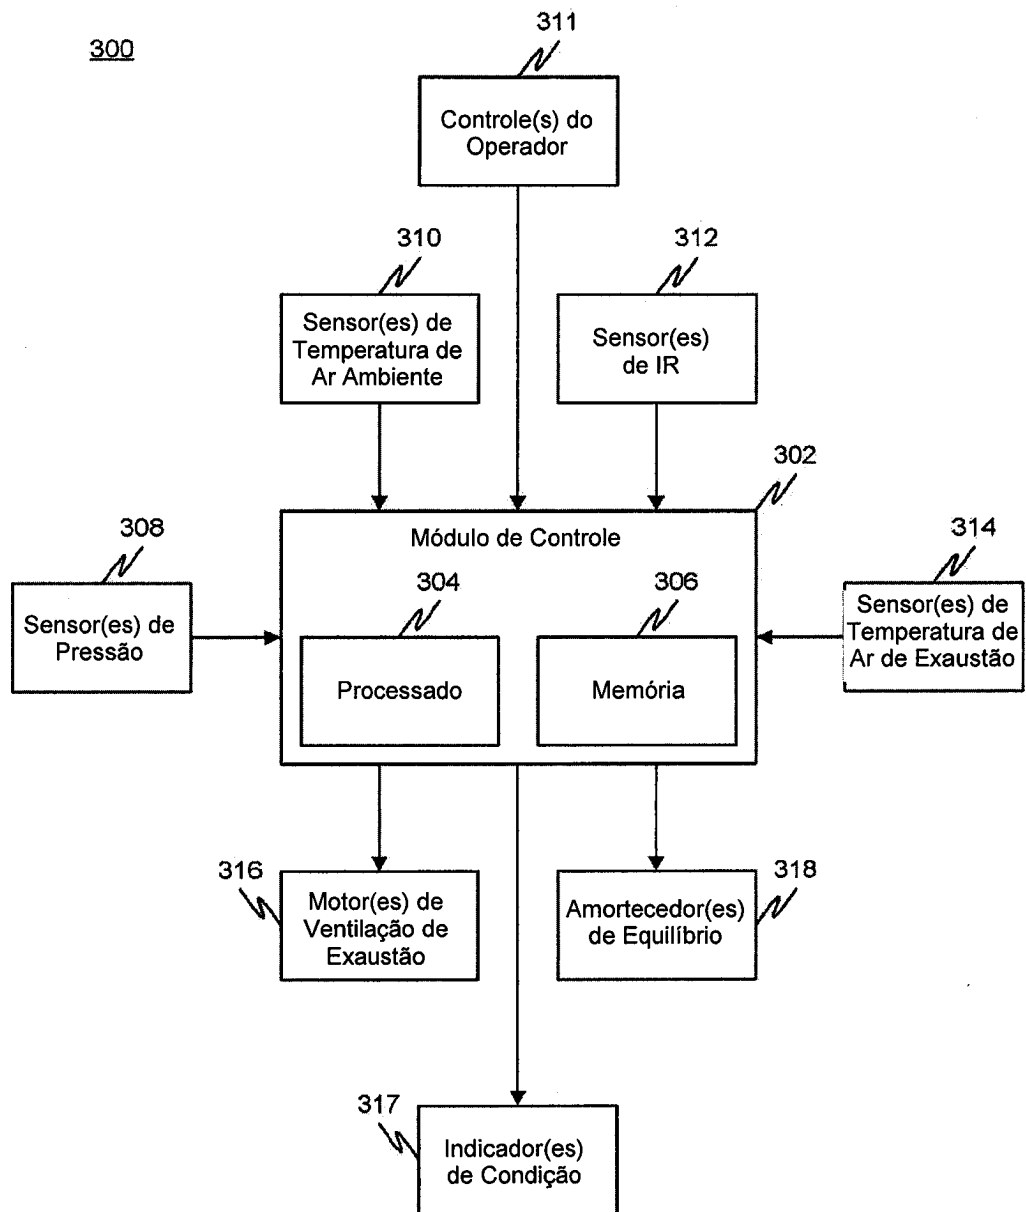 300
311
Controle(s) do
Operador
310
Sensor(es) de
Temperatura de
Ar Ambiente
312
Sensor(es)
de IR
302
Módulo de Controle
304
Processado
306
Memória
308
Sensor(es) de
Pressão
314
Sensor(es) de
Temperatura de
Ar de Exaustão
316
Motor(es) de
Ventilação de
Exaustão
318
Amortecedor(es)
de Equilíbrio
317
Indicador(es)
de Condição